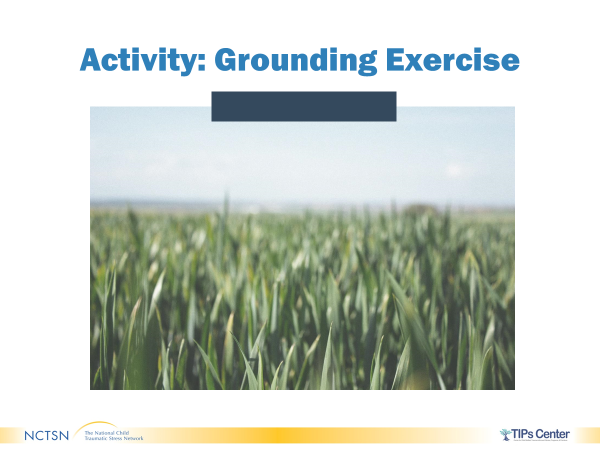 Activity: Grounding Exercise
NCTSN
The National Child
Traumatic Stress Network
TIPs Center